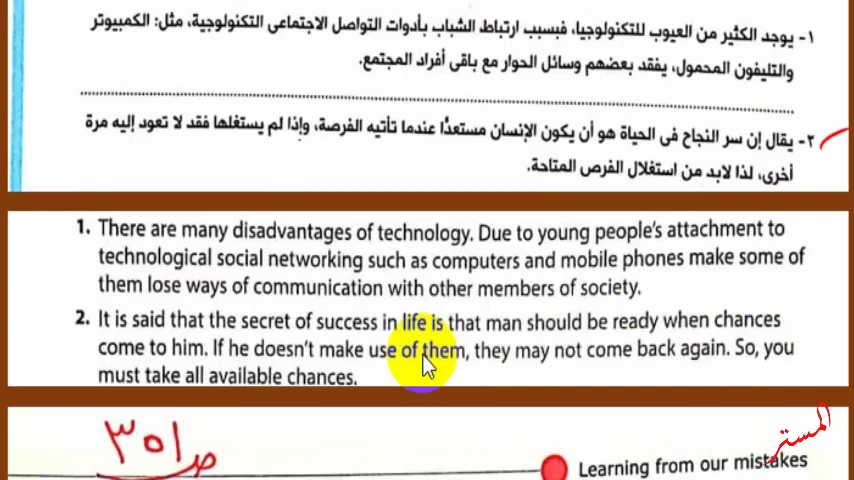 ١- يوجد الكثير من العيوب للتكنولوجيا، فبسبب ارتباط الشباب بأدوات التواصل الاجتماعى التكنولوجية، مثل: الكمبيوتر
والتليفون المحمول، يفقد بعضهم وسائل الحوار مع باقى أفراد المجتمع.
٢- يقال إن سر النجاح فى الحياة هو أن يكون الإنسان مستعدًا عندما تأتيه الفرصة، وإذا لم يستغلها فقد لا تعود إليه مرة
أخرى، لذا لابد من استغلال الفرص المتاحة.
1. There are many disadvantages of technology. Due to young people's attachment to
technological social networking such as computers and mobile phones make some of
them lose ways of communication with other members of society.
2. It is said that the secret of success in life is that man should be ready when chances
come to him. If he doesn't make use of them, they may not come back again. So, you
must take all available chances.
المستر
ص ٣٥١
Learning from our mistakes